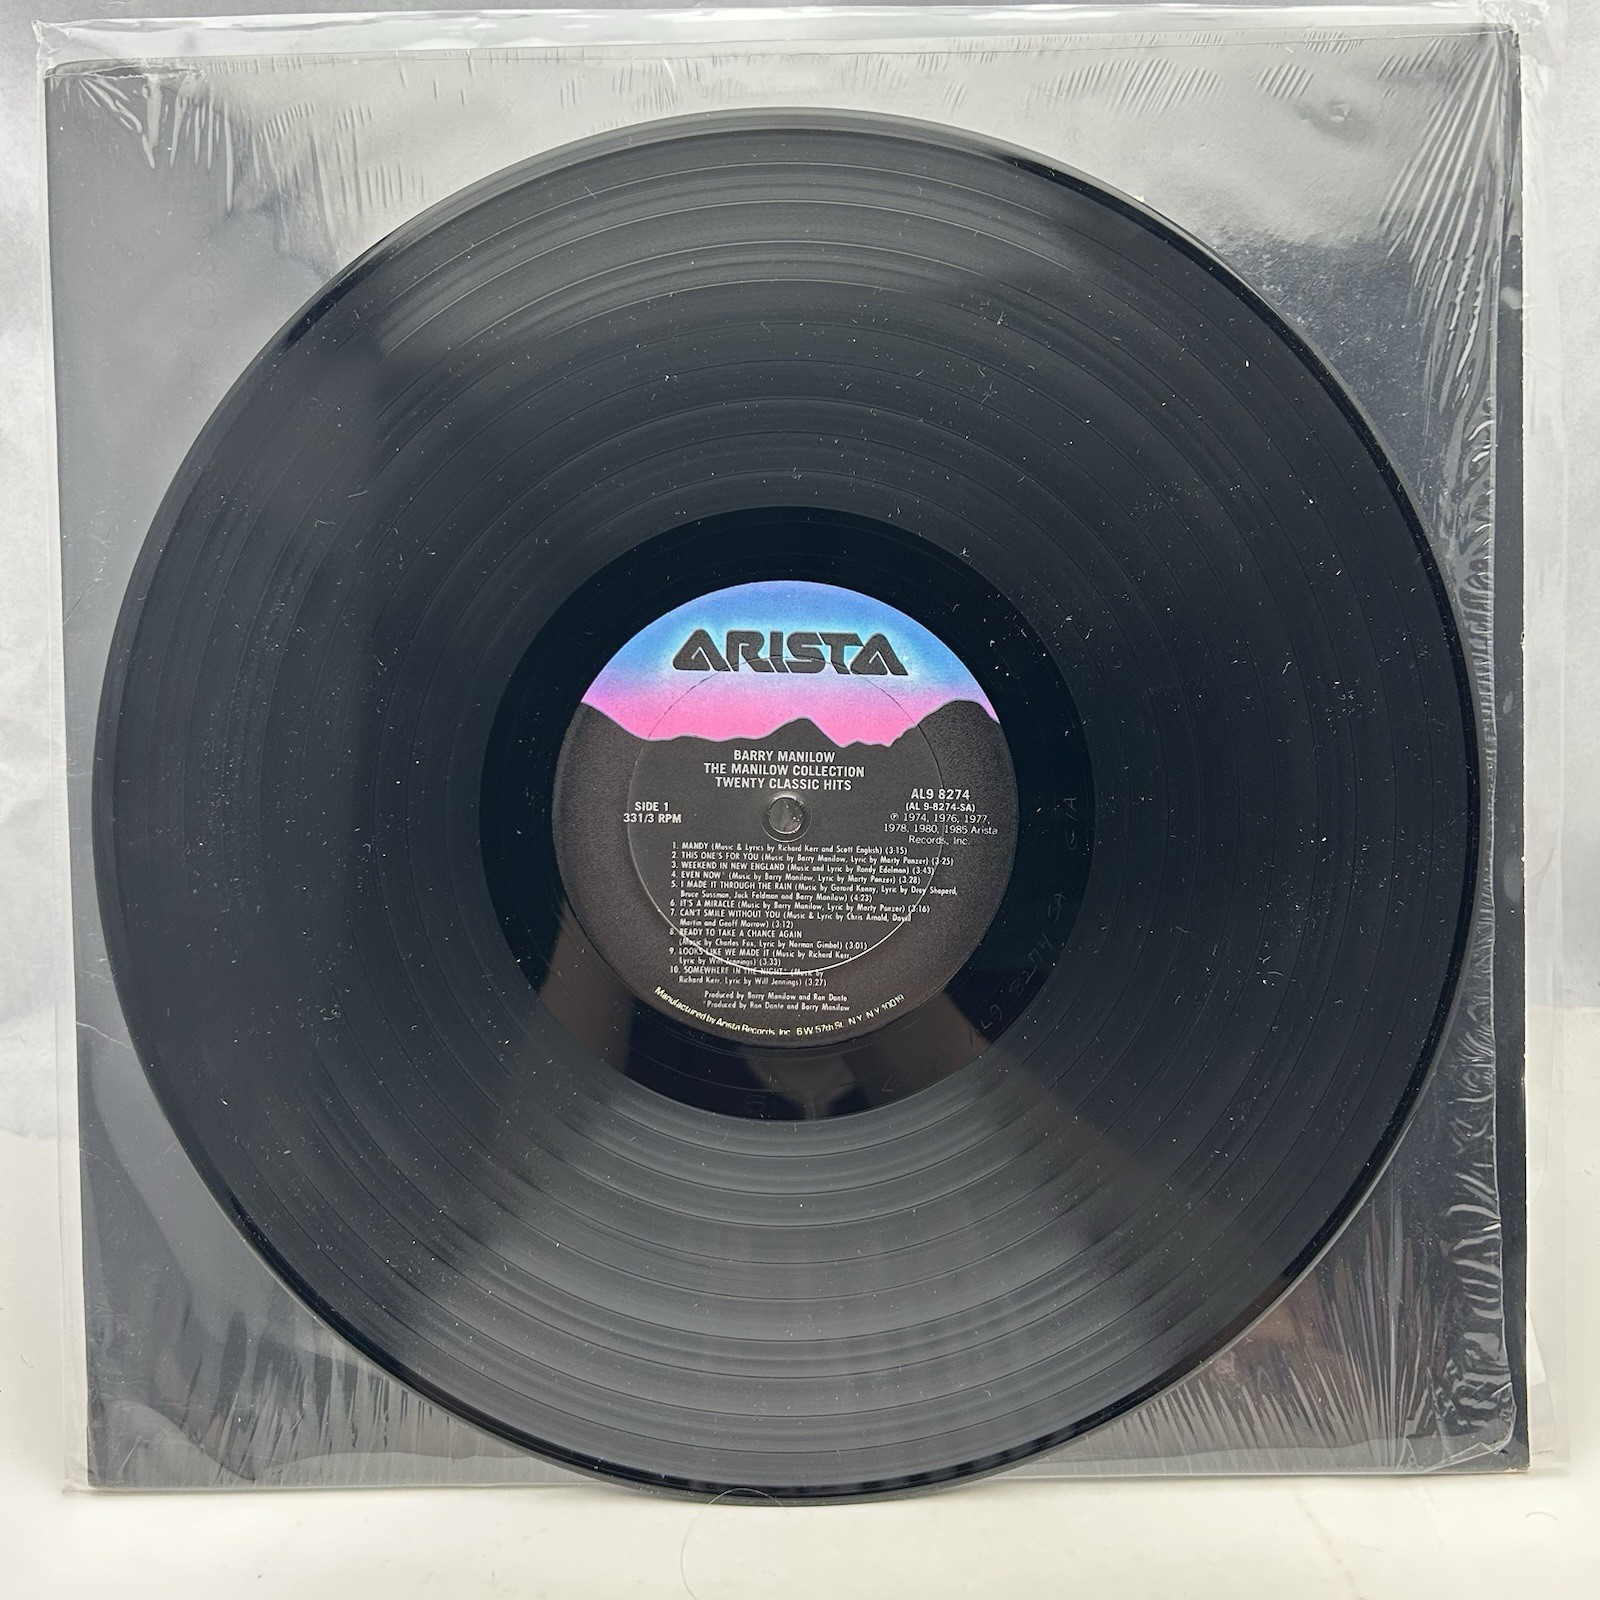 ARISTA
BARRY MANILOW
THE MANILOW COLLECTION
TWENTY CLASSIC HITS
SIDE 1
331/3 RPM
AL9 8274
(AL 9-8274-SA)
℗ 1974, 1976, 1977,
1978, 1980, 1985 Arista
Records, Inc.
1. MANDY (Music & Lyrics by Richard Kerr and Scott English) (3:15)
2. THIS ONE'S FOR YOU (Music by Barry Manilow, Lyric by Marty Panzer) (3:25)
3. WEEKEND IN NEW ENGLAND (Music and Lyric by Randy Edelman) (3:43)
4. EVEN NOW* (Music by Barry Manilow, Lyric by Marty Panzer) (3:28)
5. I MADE IT THROUGH THE RAIN (Music by Gerard Kenny, Lyric by Drey Sheperd,
Bruce Sussman, Jack Feldman and Barry Manilow) (4:23)
6. IT'S A MIRACLE (Music by Barry Manilow, Lyric by Marty Panzer) (3:16)
7. CAN'T SMILE WITHOUT YOU (Music & Lyric by Chris Arnold, David
Martin and Geoff Morrow) (3:12)
8. READY TO TAKE A CHANCE AGAIN
(Music by Charles Fox, Lyric by Norman Gimbel) (3:01)
9. LOOKS LIKE WE MADE IT (Music by Richard Kerr,
Lyric by Will Jennings) (3:33)
10. SOMEWHERE IN THE NIGHT* (Music by
Richard Kerr, Lyric by Will Jennings) (3:27)
Produced by Barry Manilow and Ron Dante
*Produced by Ron Dante and Barry Manilow
Manufactured by Arista Records, Inc. 6 W 57th St. N.Y. N.Y. 10019